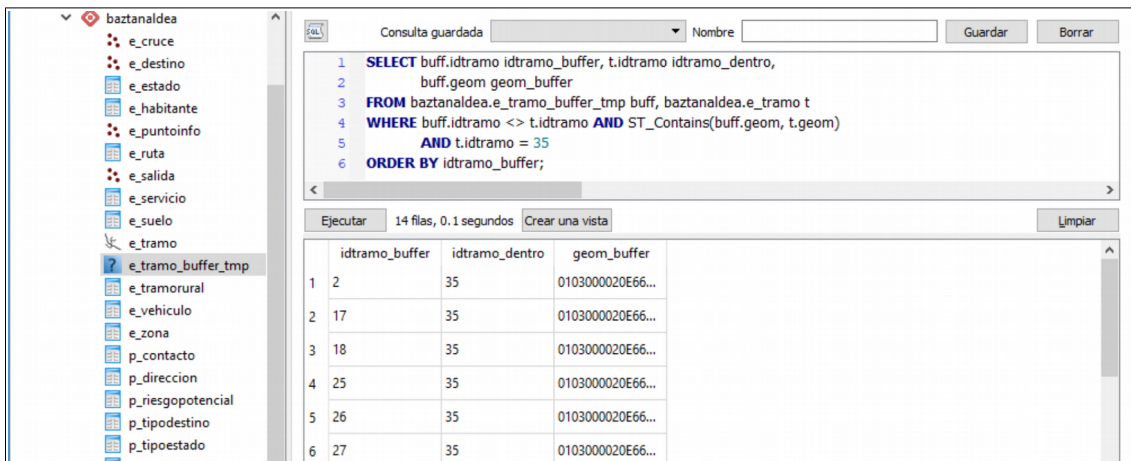 baztanaldea
e_cruce
e_destino
e_estado
e_habitante
e_puntoinfo
e_ruta
e_salida
e_servicio
e_suelo
e_tramo
? e_tramo_buffer_tmp
e_tramorural
e_vehiculo
e_zona
p_contacto
p_direccion
p_riesgopotencial
p_tipodestino
p_tipoestado
SQL Consulta guardada Nombre Guardar Borrar
1 SELECT buff.idtramo idtramo_buffer, t.idtramo idtramo_dentro,
2 buff.geom geom_buffer
3 FROM baztanaldea.e_tramo_buffer_tmp buff, baztanaldea.e_tramo t
4 WHERE buff.idtramo <> t.idtramo AND ST_Contains(buff.geom, t.geom)
5 AND t.idtramo = 35
6 ORDER BY idtramo_buffer;
Ejecutar 14 filas, 0.1 segundos Crear una vista Limpiar
idtramo_buffer idtramo_dentro geom_buffer
1 2 35 0103000020E66...
2 17 35 0103000020E66...
3 18 35 0103000020E66...
4 25 35 0103000020E66...
5 26 35 0103000020E66...
6 27 35 0103000020E66...